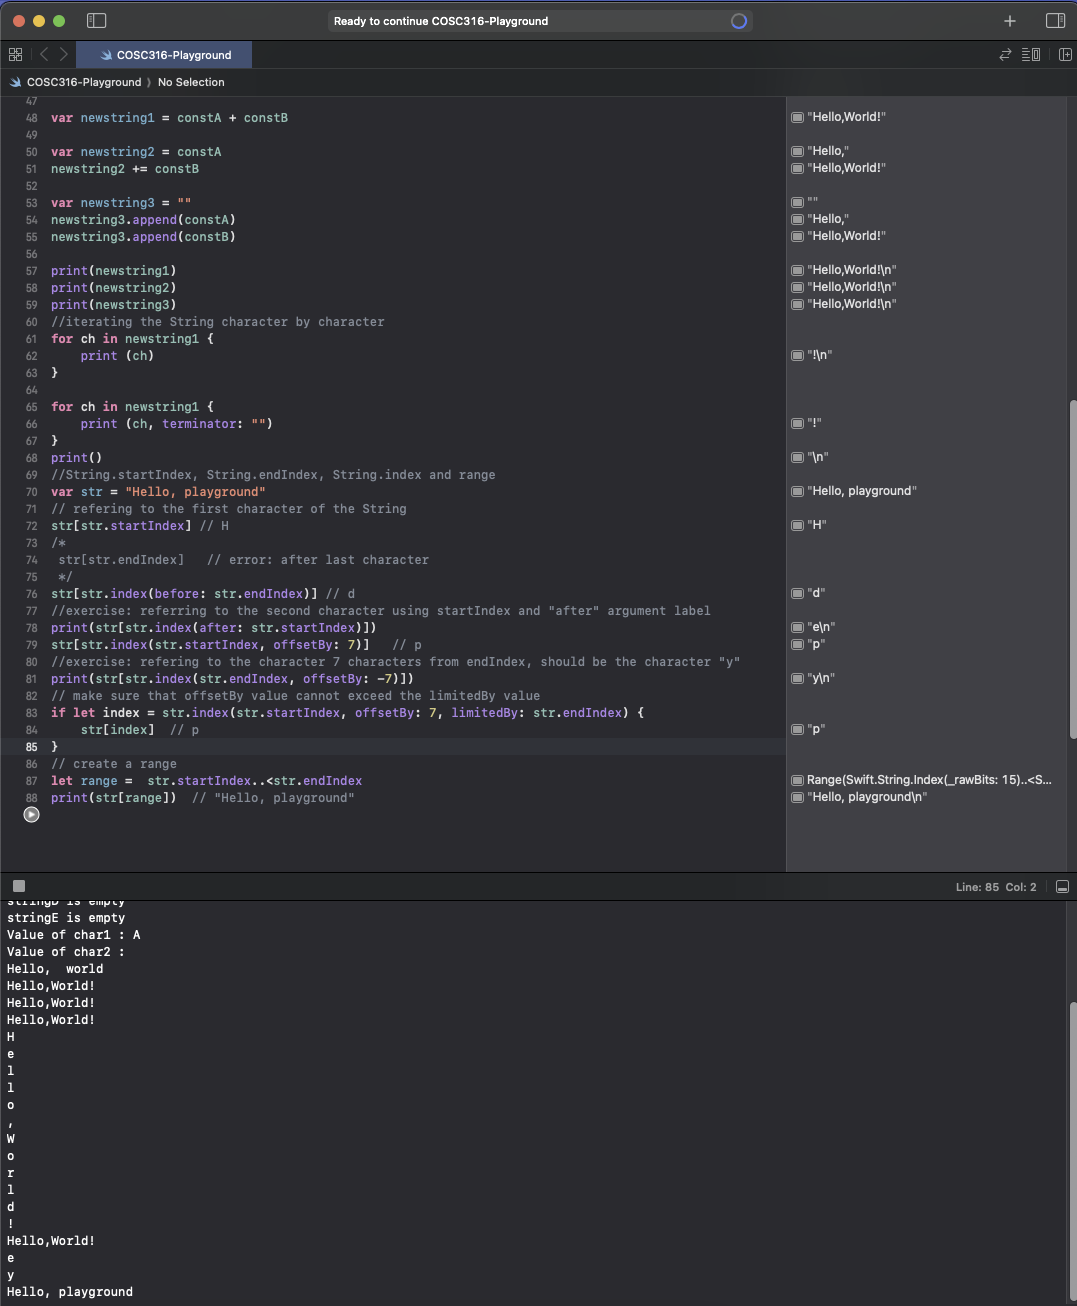 Ready to continue COSC316-Playground
COSC316-Playground
COSC316-Playground 〉 No Selection
47
48 var newstring1 = constA + constB "Hello,World!"
49
50 var newstring2 = constA "Hello,"
51 newstring2 += constB "Hello,World!"
52
53 var newstring3 = "" ""
54 newstring3.append(constA) "Hello,"
55 newstring3.append(constB) "Hello,World!"
56
57 print(newstring1) "Hello,World!\n"
58 print(newstring2) "Hello,World!\n"
59 print(newstring3) "Hello,World!\n"
60 //iterating the String character by character
61 for ch in newstring1 {
62 print (ch) "!\n"
63 }
64
65 for ch in newstring1 {
66 print (ch, terminator: "") "!"
67 }
68 print() "\n"
69 //String.startIndex, String.endIndex, String.index and range
70 var str = "Hello, playground" "Hello, playground"
71 // refering to the first character of the String
72 str[str.startIndex] // H "H"
73 /*
74 str[str.endIndex] // error: after last character
75 */
76 str[str.index(before: str.endIndex)] // d "d"
77 //exercise: referring to the second character using startIndex and "after" argument label
78 print(str[str.index(after: str.startIndex)]) "e\n"
79 str[str.index(str.startIndex, offsetBy: 7)] // p "p"
80 //exercise: refering to the character 7 characters from endIndex, should be the character "y"
81 print(str[str.index(str.endIndex, offsetBy: -7)]) "y\n"
82 // make sure that offsetBy value cannot exceed the limitedBy value
83 if let index = str.index(str.startIndex, offsetBy: 7, limitedBy: str.endIndex) {
84 str[index] // p "p"
85 }
86 // create a range
87 let range = str.startIndex..<str.endIndex Range(Swift.String.Index(_rawBits: 15)..<S...
88 print(str[range]) // "Hello, playground" "Hello, playground\n"
Line: 85 Col: 2
stringD is empty
stringE is empty
Value of char1 : A
Value of char2 :
Hello,  world
Hello,World!
Hello,World!
Hello,World!
H
e
l
l
o
,
W
o
r
l
d
!
Hello,World!
e
y
Hello, playground